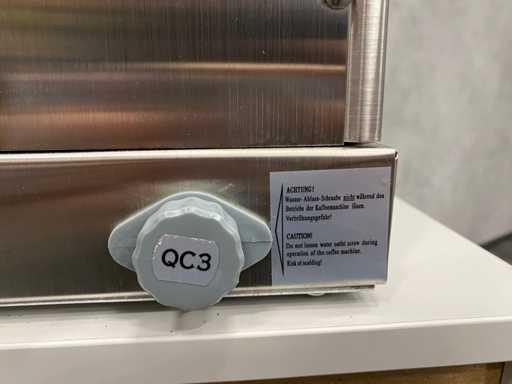 ACHTUNG!
Wasser-Ablass-Schraube nicht während des
Betriebs der Kaffeemaschine lösen.
Verbrühungsgefahr!
CAUTION!
Do not loosen water outlet screw during
operation of the coffee machine.
Risk of scalding!
QC3